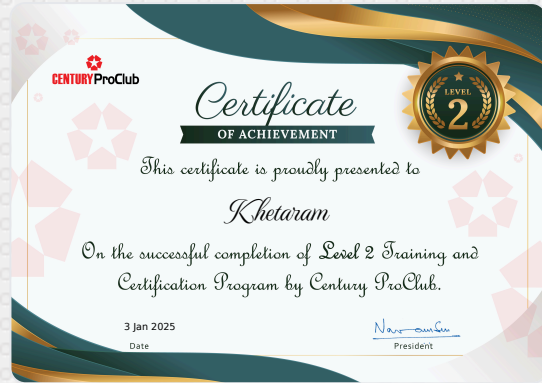 CENTURY ProClub
LEVEL
2
Certificate
OF ACHIEVEMENT
This certificate is proudly presented to
Khetaram
On the successful completion of Level 2 Training and
Certification Program by Century ProClub.
3 Jan 2025
Date
President